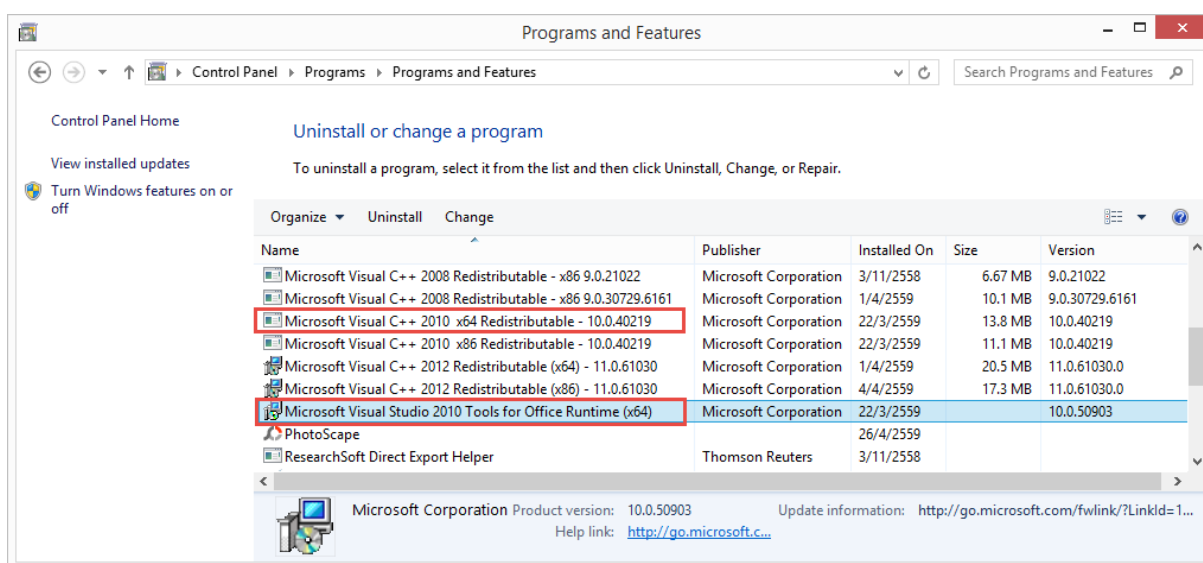 Programs and Features
Control Panel Programs Programs and Features Search Programs and Features
Control Panel Home
View installed updates
Turn Windows features on or
off
Uninstall or change a program
To uninstall a program, select it from the list and then click Uninstall, Change, or Repair.
Organize Uninstall Change
Name Publisher Installed On Size Version
Microsoft Visual C++ 2008 Redistributable - x86 9.0.21022 Microsoft Corporation 3/11/2558 6.67 MB 9.0.21022
Microsoft Visual C++ 2008 Redistributable - x86 9.0.30729.6161 Microsoft Corporation 1/4/2559 10.1 MB 9.0.30729.6161
Microsoft Visual C++ 2010 x64 Redistributable - 10.0.40219 Microsoft Corporation 22/3/2559 13.8 MB 10.0.40219
Microsoft Visual C++ 2010 x86 Redistributable - 10.0.40219 Microsoft Corporation 22/3/2559 11.1 MB 10.0.40219
Microsoft Visual C++ 2012 Redistributable (x64) - 11.0.61030 Microsoft Corporation 1/4/2559 20.5 MB 11.0.61030.0
Microsoft Visual C++ 2012 Redistributable (x86) - 11.0.61030 Microsoft Corporation 4/4/2559 17.3 MB 11.0.61030.0
Microsoft Visual Studio 2010 Tools for Office Runtime (x64) Microsoft Corporation 22/3/2559 10.0.50903
PhotoScape 26/4/2559
ResearchSoft Direct Export Helper Thomson Reuters 3/11/2558
Microsoft Corporation Product version: 10.0.50903 Update information: http://go.microsoft.com/fwlink/?LinkId=1...
Help link: http://go.microsoft.c...